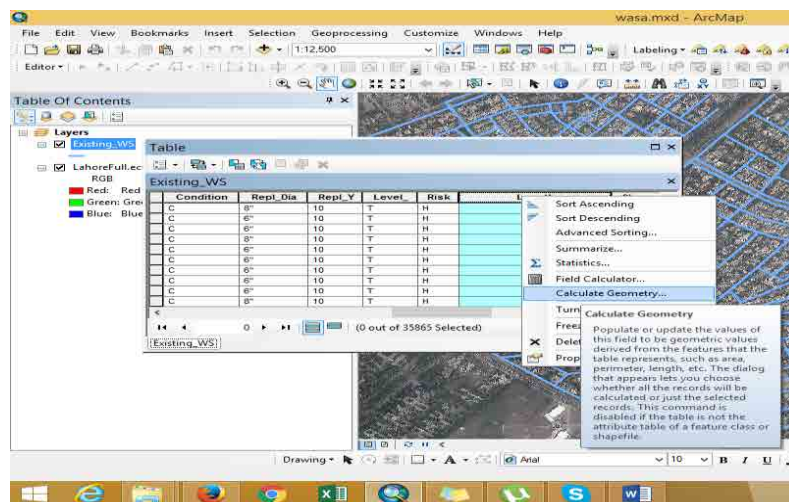 wasa.mxd - ArcMap
File Edit View Bookmarks Insert Selection Geoprocessing Customize Windows Help
1:12,500
Labeling
Editor
Table Of Contents
Layers
Existing_WS
LahoreFull.ec
RGB
Red: Red
Green: Gre
Blue: Blue
Table
Existing_WS
Condition Repl_Dia Repl_Y Level_ Risk
C 8" 10 T H
C 6" 10 T H
C 6" 10 T H
C 6" 10 T H
C 6" 10 T H
C 6" 10 T H
C 6" 10 T H
C 8" 10 T H
C 8" 10 T H
0
(0 out of 35865 Selected)
Existing_WS
Sort Ascending
Sort Descending
Advanced Sorting...
Summarize...
Statistics...
Field Calculator...
Calculate Geometry...
Turn
Free
Dele
Prop
Calculate Geometry
Populate or update the values of
this field to be geometric values
derived from the features that the
table represents, such as area,
perimeter, length, etc. The dialog
that appears lets you choose
whether all the records will be
calculated or just the selected
records. This command is
disabled if the table is not the
attribute table of a feature class or
shapefile.
Drawing A Arial 10 B I U